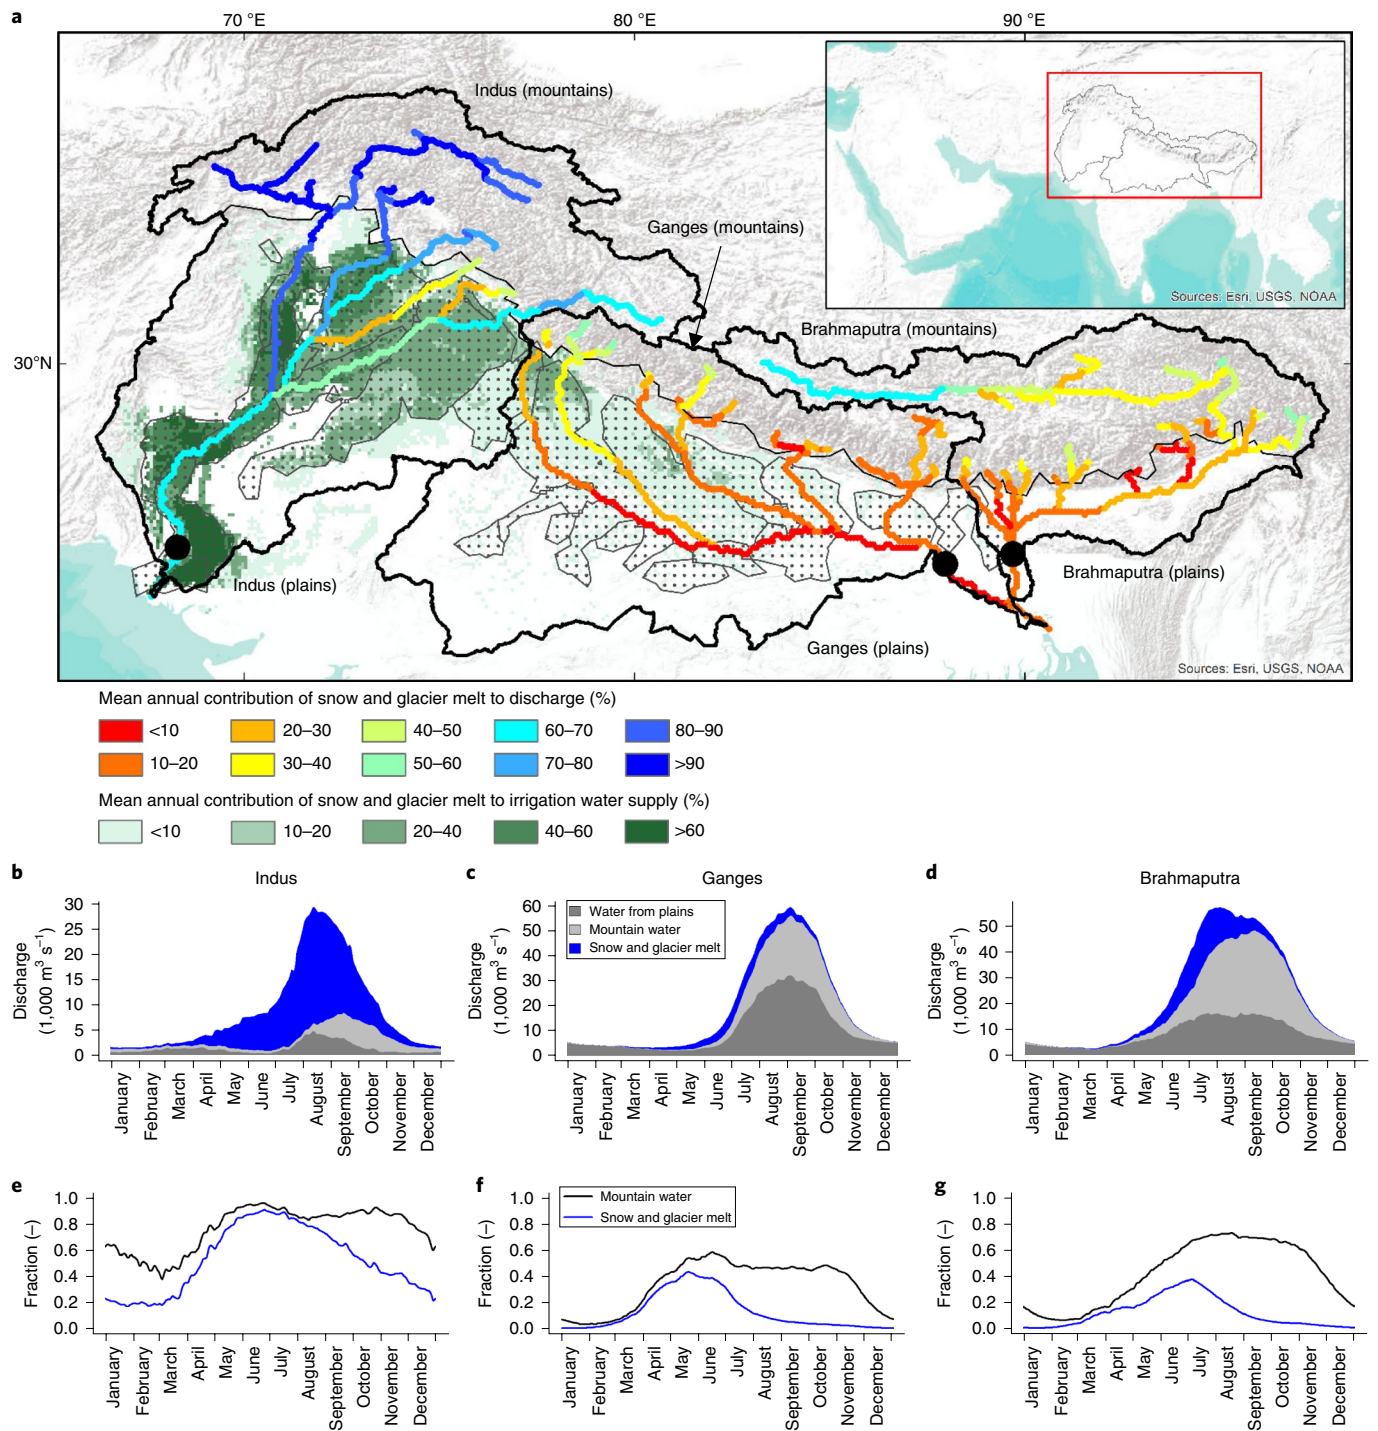 a
70 °E
80 °E
90 °E
30°N
Indus (mountains)
Ganges (mountains)
Brahmaputra (mountains)
Sources: Esri, USGS, NOAA
Indus (plains)
Brahmaputra (plains)
Ganges (plains)
Sources: Esri, USGS, NOAA
Mean annual contribution of snow and glacier melt to discharge (%)
<10
20–30
40–50
60–70
80–90
10–20
30–40
50–60
70–80
>90
Mean annual contribution of snow and glacier melt to irrigation water supply (%)
<10
10–20
20–40
40–60
>60
b
Indus
Discharge
(1,000 m³ s⁻¹)
30
20
15
10
5
0
January
February
March
April
May
June
July
August
September
October
November
December
c
Ganges
Discharge
(1,000 m³ s⁻¹)
60
50
40
30
20
10
0
Water from plains
Mountain water
Snow and glacier melt
January
February
March
April
May
June
July
August
September
October
November
December
d
Brahmaputra
Discharge
(1,000 m³ s⁻¹)
50
40
30
20
10
0
January
February
March
April
May
June
July
August
September
October
November
December
e
Fraction (–)
1.0
0.8
0.6
0.4
0.2
0.0
January
February
March
April
May
June
July
August
September
October
November
December
f
Fraction (–)
1.0
0.8
0.6
0.4
0.2
0.0
Mountain water
Snow and glacier melt
January
February
March
April
May
June
July
August
September
October
November
December
g
Fraction (–)
1.0
0.8
0.6
0.4
0.2
0.0
January
February
March
April
May
June
July
August
September
October
November
December